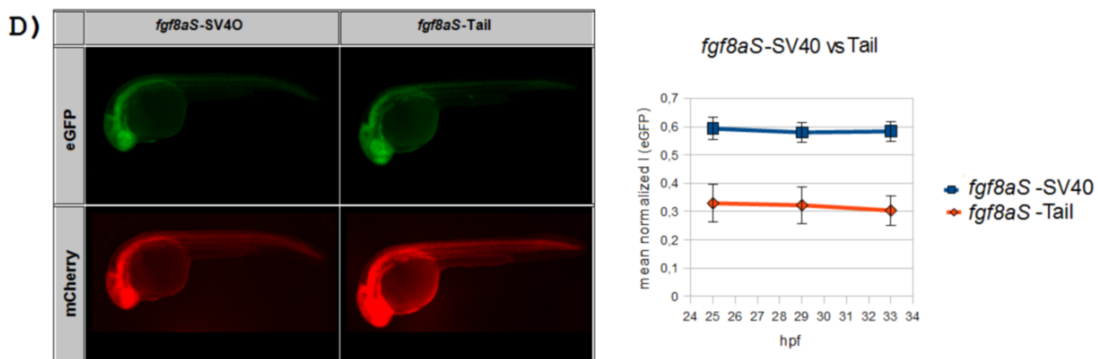 D)
fgf8aS-SV4O
fgf8aS-Tail
eGFP
mCherry
fgf8aS-SV40 vs Tail
mean normalized I (eGFP)
0,7
0,6
0,5
0,4
0,3
0,2
0,1
0
24 25 26 27 28 29 30 31 32 33 34
hpf
fgf8aS -SV40
fgf8aS -Tail